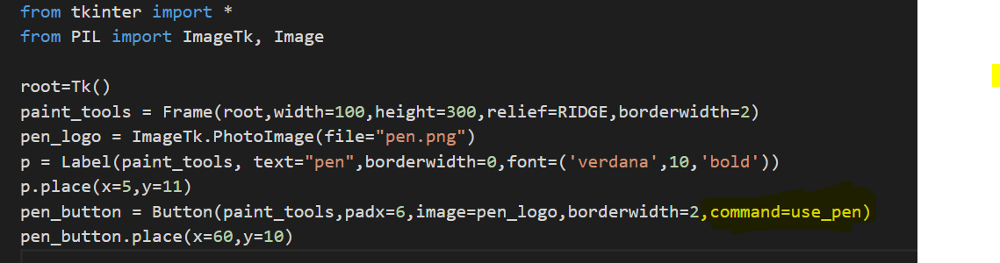 from tkinter import *
from PIL import ImageTk, Image
root=Tk()
paint_tools = Frame(root,width=100,height=300,relief=RIDGE,borderwidth=2)
pen_logo = ImageTk.PhotoImage(file="pen.png")
p = Label(paint_tools, text="pen",borderwidth=0,font=('verdana',10,'bold'))
p.place(x=5,y=11)
pen_button = Button(paint_tools,padx=6,image=pen_logo,borderwidth=2,command=use_pen)
pen_button.place(x=60,y=10)